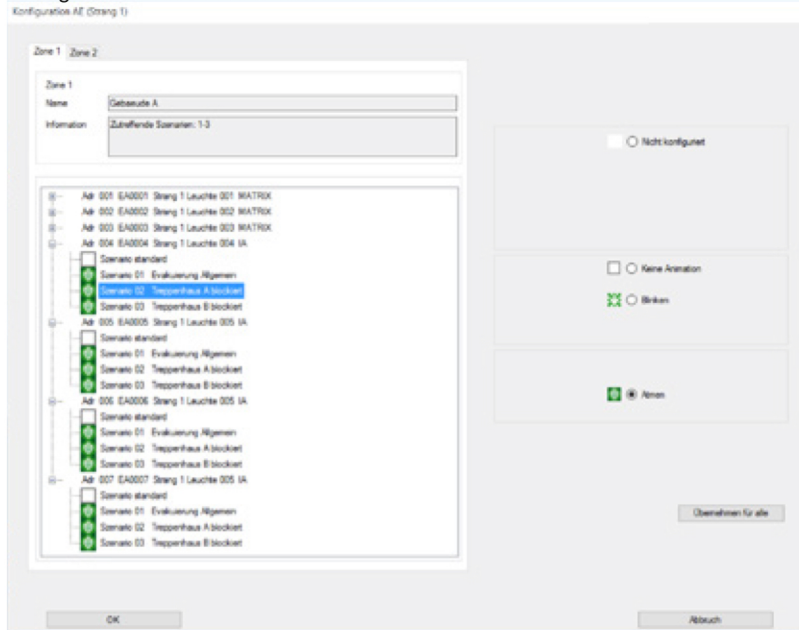 Konfiguration AE (Strang 1)
Zone 1 Zone 2
Zone 1
Name Gebaeude A
Information Zutreffende Szenarien: 1-3
Adr 001 EA0001 Strang 1 Leuchte 001 MATRIX
Adr 002 EA0002 Strang 1 Leuchte 002 MATRIX
Adr 003 EA0003 Strang 1 Leuchte 003 MATRIX
Adr 004 EA0004 Strang 1 Leuchte 004 IA
Szenario standard
Szenario 01 Evakuierung Allgemein
Szenario 02 Treppenhaus A blockiert
Szenario 03 Treppenhaus B blockiert
Adr 005 EA0005 Strang 1 Leuchte 005 IA
Szenario standard
Szenario 01 Evakuierung Allgemein
Szenario 02 Treppenhaus A blockiert
Szenario 03 Treppenhaus B blockiert
Adr 006 EA0006 Strang 1 Leuchte 005 IA
Szenario standard
Szenario 01 Evakuierung Allgemein
Szenario 02 Treppenhaus A blockiert
Szenario 03 Treppenhaus B blockiert
Adr 007 EA0007 Strang 1 Leuchte 005 IA
Szenario standard
Szenario 01 Evakuierung Allgemein
Szenario 02 Treppenhaus A blockiert
Szenario 03 Treppenhaus B blockiert
Nicht konfiguriert
Keine Animation
Blinken
Atmen
Übernehmen für alle
OK
Abbruch